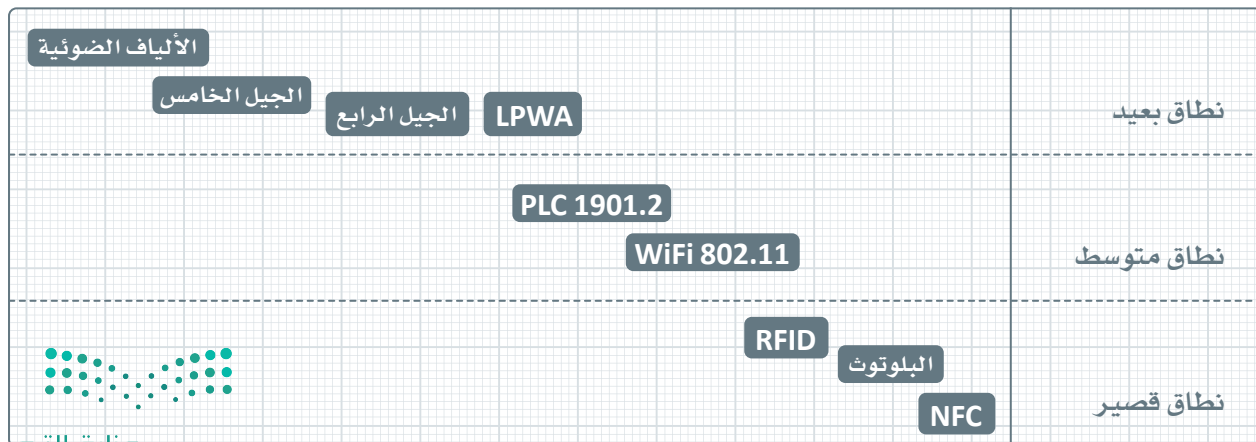 نطاق بعيد
LPWA
الجيل الرابع
الجيل الخامس
الألياف الضوئية
نطاق متوسط
PLC 1901.2
WiFi 802.11
نطاق قصير
RFID
البلوتوث
NFC